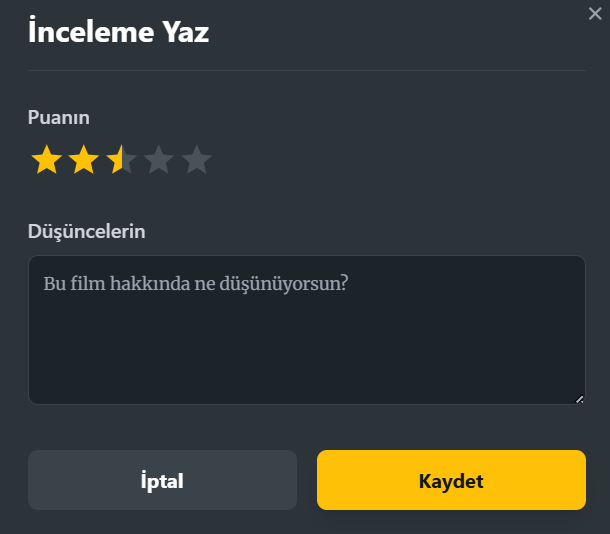 İnceleme Yaz
Puanın
Düşüncelerin
Bu film hakkında ne düşünüyorsun?
İptal
Kaydet